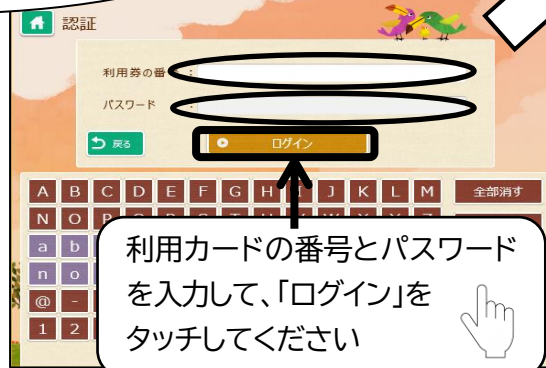 認証
利用券の番
:
パスワード
:
戻る
ログイン
A B C D E F G H J K L M 全部消す
N O
a b
n o
@ -
1 2
利用カードの番号とパスワード
を入力して、「ログイン」を
タッチしてください